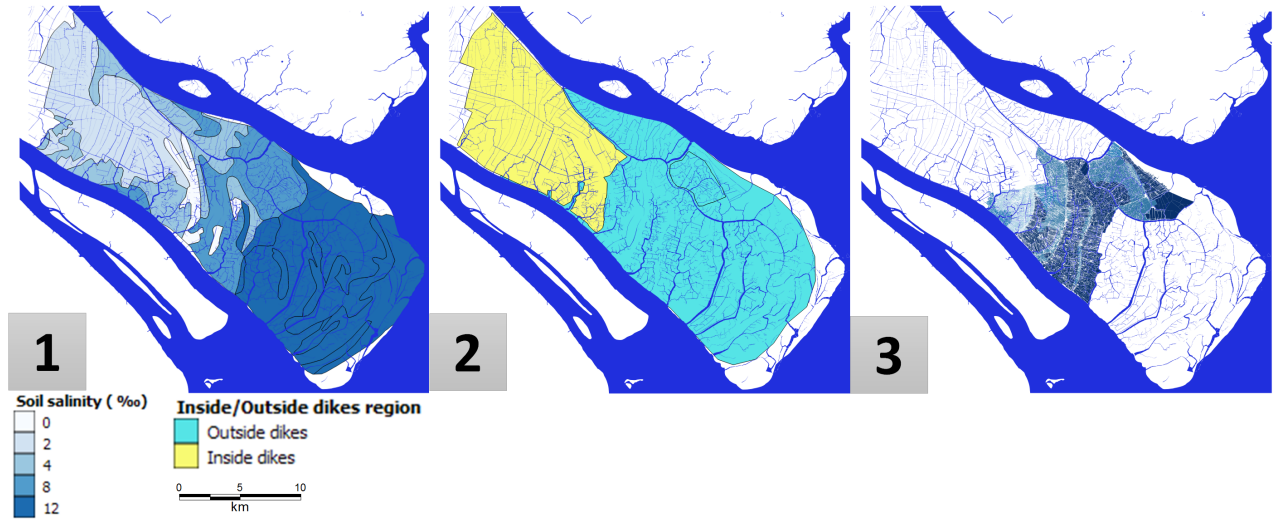 1
2
3
Soil salinity ( ‰)
0
2
4
8
12
Inside/Outside dikes region
Outside dikes
Inside dikes
0 5 10
km